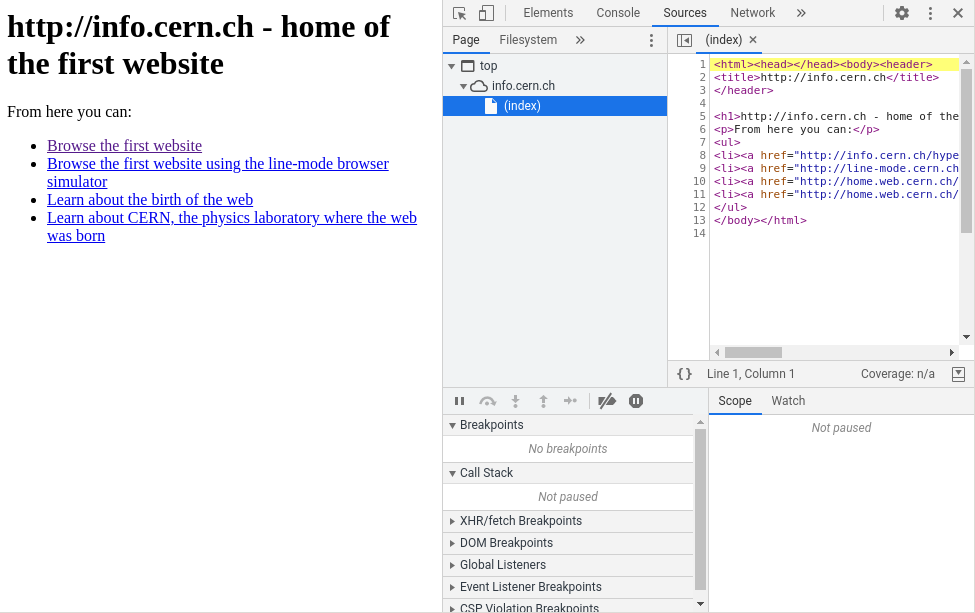 http://info.cern.ch - home of
the first website
From here you can:
Browse the first website
Browse the first website using the line-mode browser
simulator
Learn about the birth of the web
Learn about CERN, the physics laboratory where the web
was born
Elements Console Sources Network »
Page Filesystem »
top
info.cern.ch
(index)
(index) ×
1 <html><head></head><body><header>
2 <title>http://info.cern.ch</title>
3 </header>
4
5 <h1>http://info.cern.ch - home of the
6 <p>From here you can:</p>
7 <ul>
8 <li><a href="http://info.cern.ch/hype
9 <li><a href="http://line-mode.cern.ch
10 <li><a href="http://home.web.cern.ch/
11 <li><a href="http://home.web.cern.ch/
12 </ul>
13 </body></html>
14
{} Line 1, Column 1 Coverage: n/a
Breakpoints
No breakpoints
Call Stack
Not paused
XHR/fetch Breakpoints
DOM Breakpoints
Global Listeners
Event Listener Breakpoints
CSP Violation Breakpoints
Scope Watch
Not paused